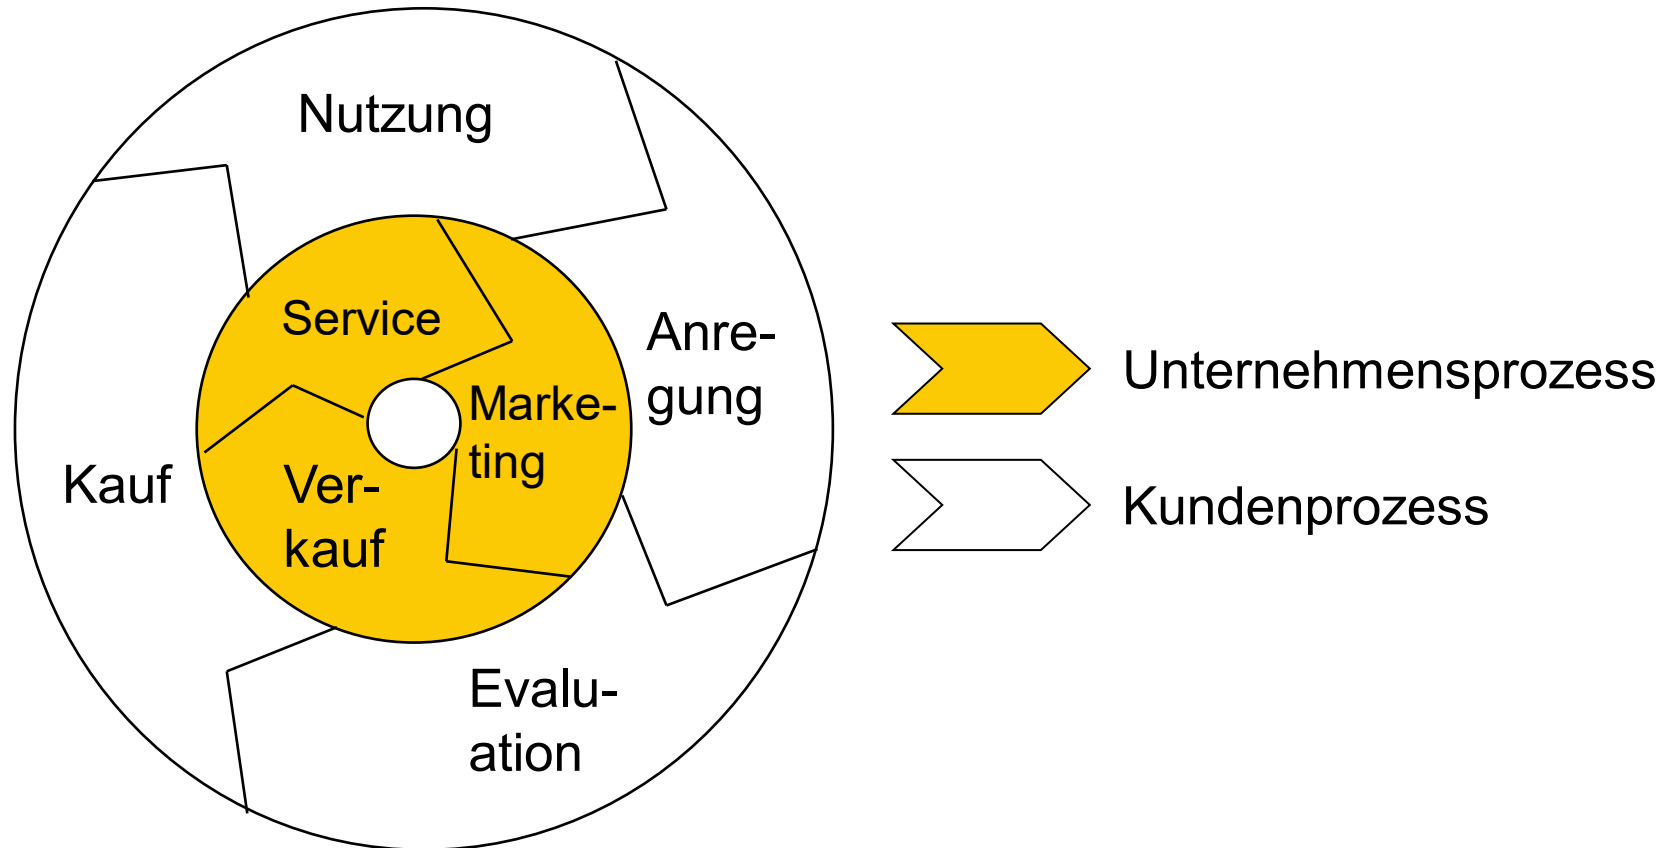 Nutzung
Service
Anre-
gung
Marke-
ting
Kauf
Ver-
kauf
Evalu-
ation
Unternehmensprozess
Kundenprozess